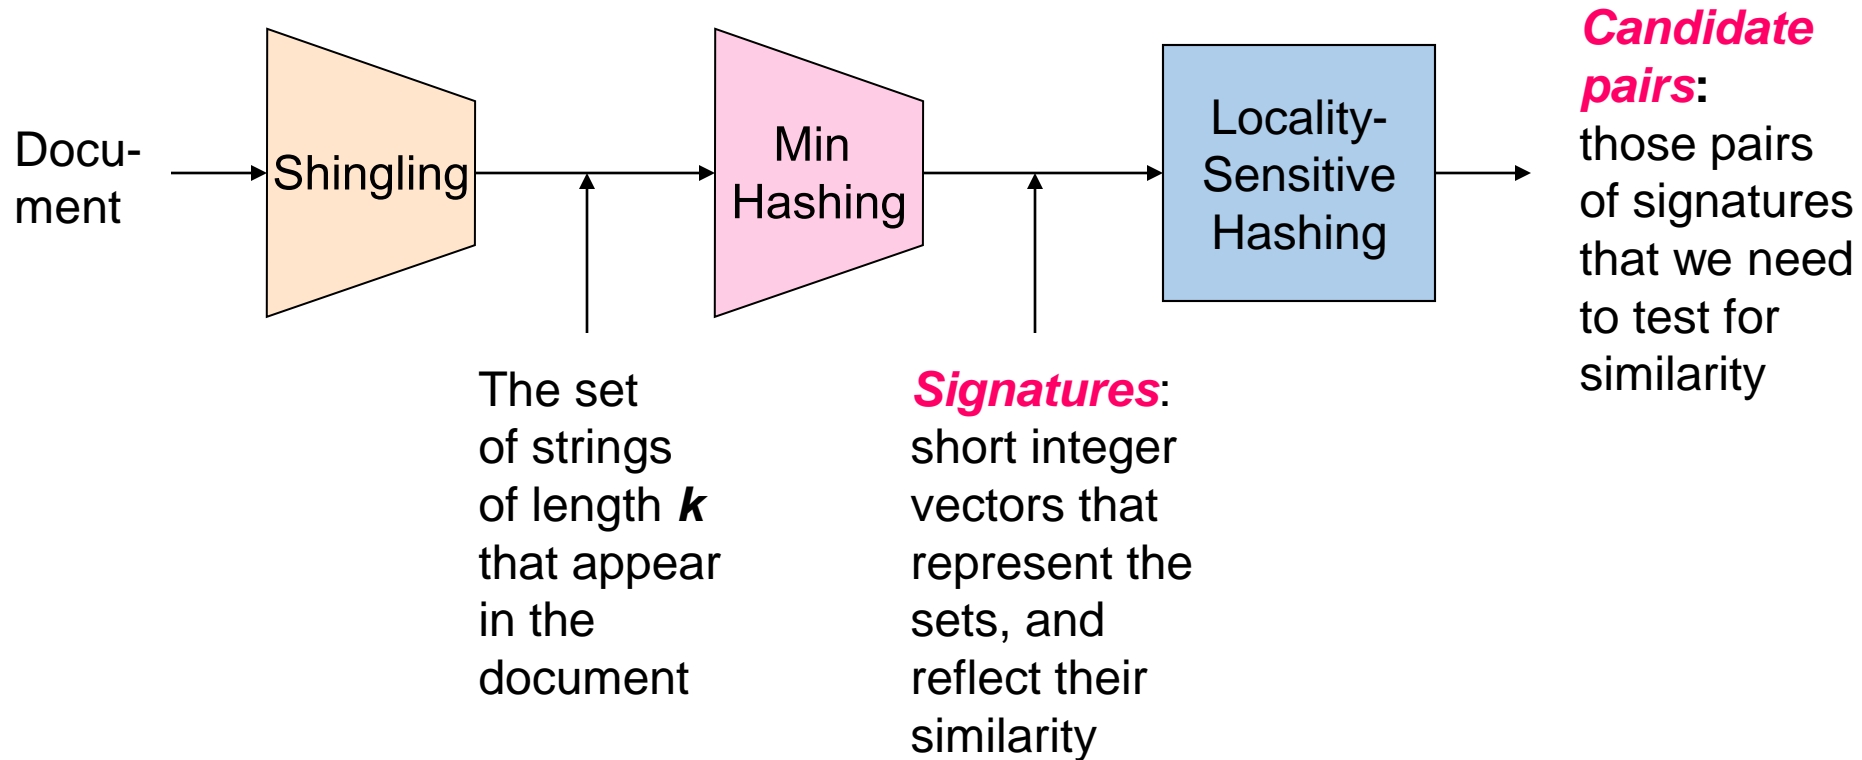 Docu-
ment
Shingling
The set
of strings
of length k
that appear
in the
document
Min
Hashing
Signatures:
short integer
vectors that
represent the
sets, and
reflect their
similarity
Locality-
Sensitive
Hashing
Candidate
pairs:
those pairs
of signatures
that we need
to test for
similarity